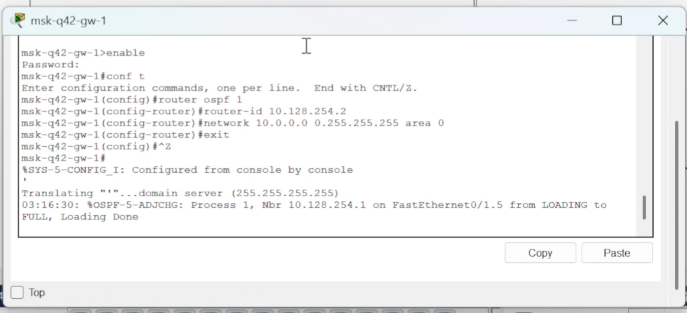 msk-q42-gw-1
msk-q42-gw-1>enable
Password:
msk-q42-gw-1#conf t
Enter configuration commands, one per line.  End with CNTL/Z.
msk-q42-gw-1(config)#router ospf 1
msk-q42-gw-1(config-router)#router-id 10.128.254.2
msk-q42-gw-1(config-router)#network 10.0.0.0 0.255.255.255 area 0
msk-q42-gw-1(config-router)#exit
msk-q42-gw-1(config)#^Z
msk-q42-gw-1#
%SYS-5-CONFIG_I: Configured from console by console
'
Translating "'"...domain server (255.255.255.255)
03:16:30: %OSPF-5-ADJCHG: Process 1, Nbr 10.128.254.1 on FastEthernet0/1.5 from LOADING to
FULL, Loading Done
Copy Paste
Top